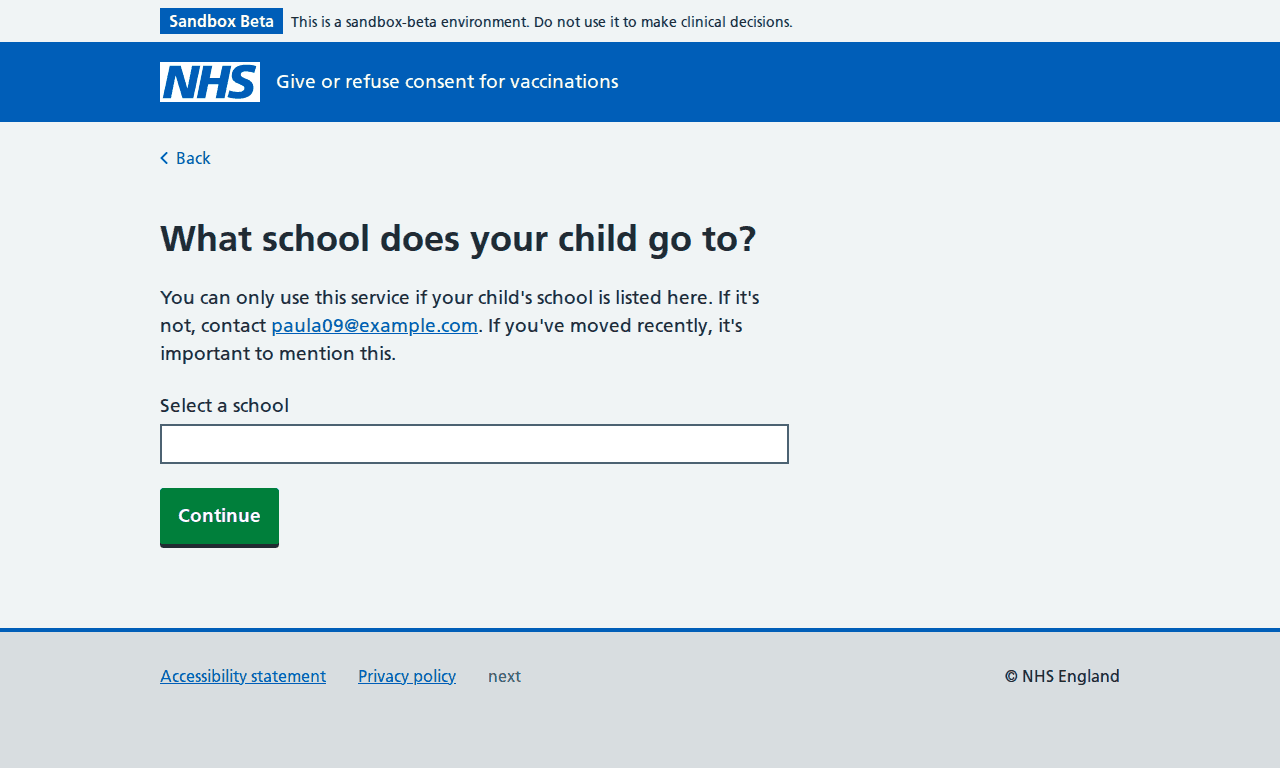 Sandbox Beta This is a sandbox-beta environment. Do not use it to make clinical decisions.
NHS Give or refuse consent for vaccinations
Back
What school does your child go to?
You can only use this service if your child's school is listed here. If it's
not, contact paula09@example.com. If you've moved recently, it's
important to mention this.
Select a school
Continue
Accessibility statement Privacy policy next © NHS England